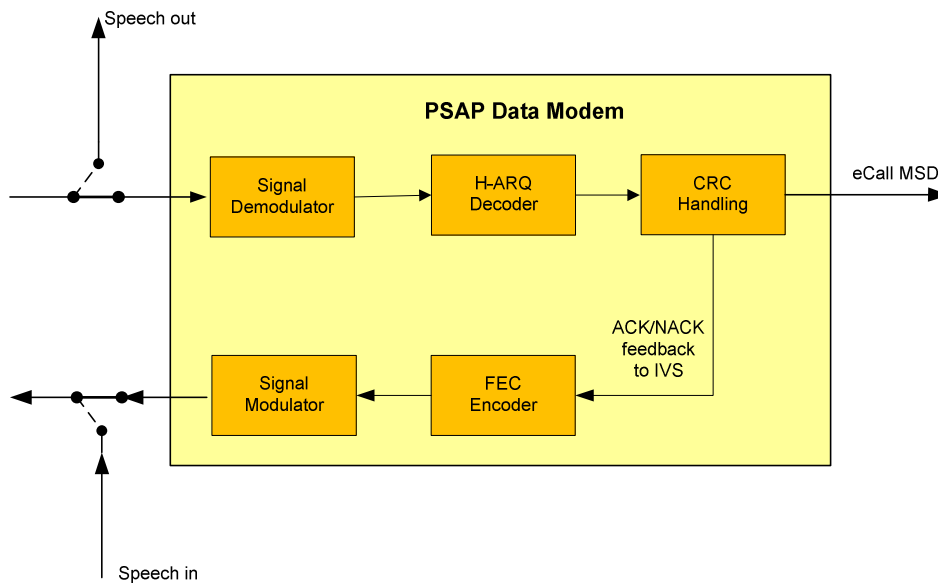 Speech out
PSAP Data Modem
Signal
Demodulator
H-ARQ
Decoder
CRC
Handling
eCall MSD
ACK/NACK
feedback
to IVS
Signal
Modulator
FEC
Encoder
Speech in